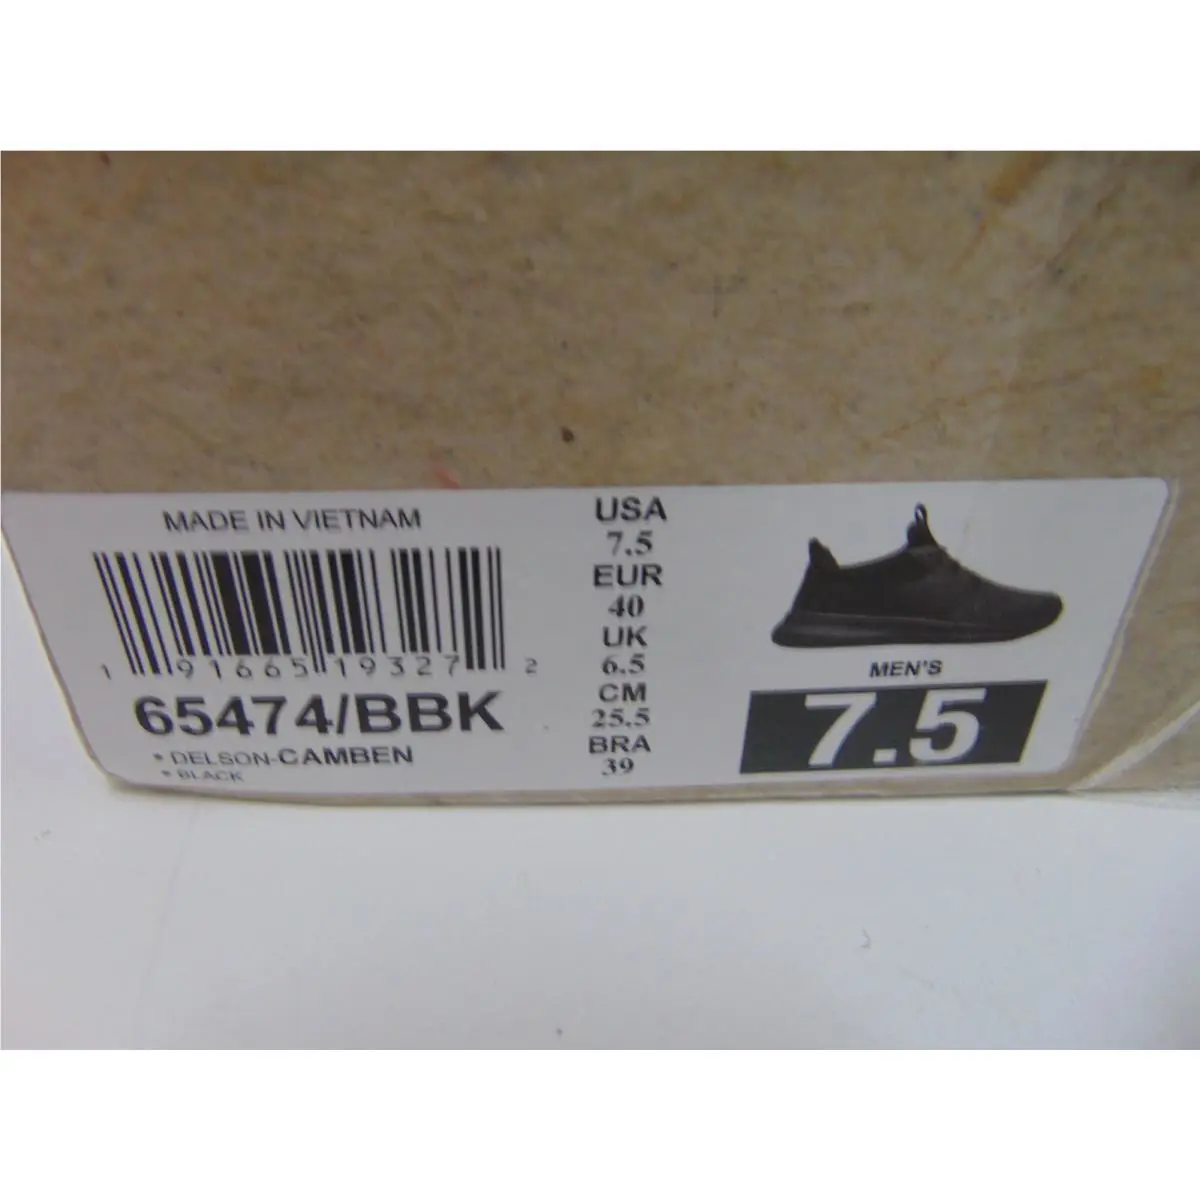 MADE IN VIETNAM
1 91665 19327 2
65474/BBK
* DELSON-CAMBEN
* BLACK
USA
7.5
EUR
40
UK
6.5
CM
25.5
BRA
39
MEN'S
7.5